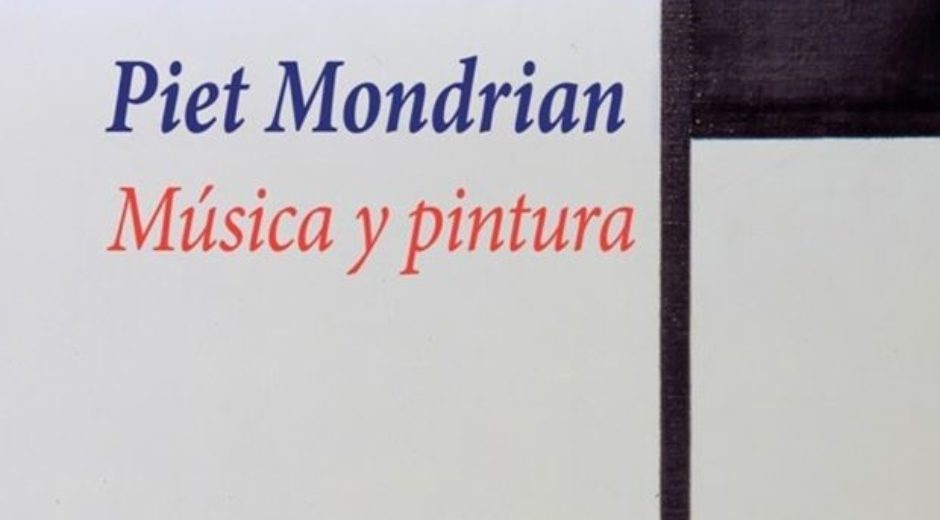 Piet Mondrian
Música y pintura